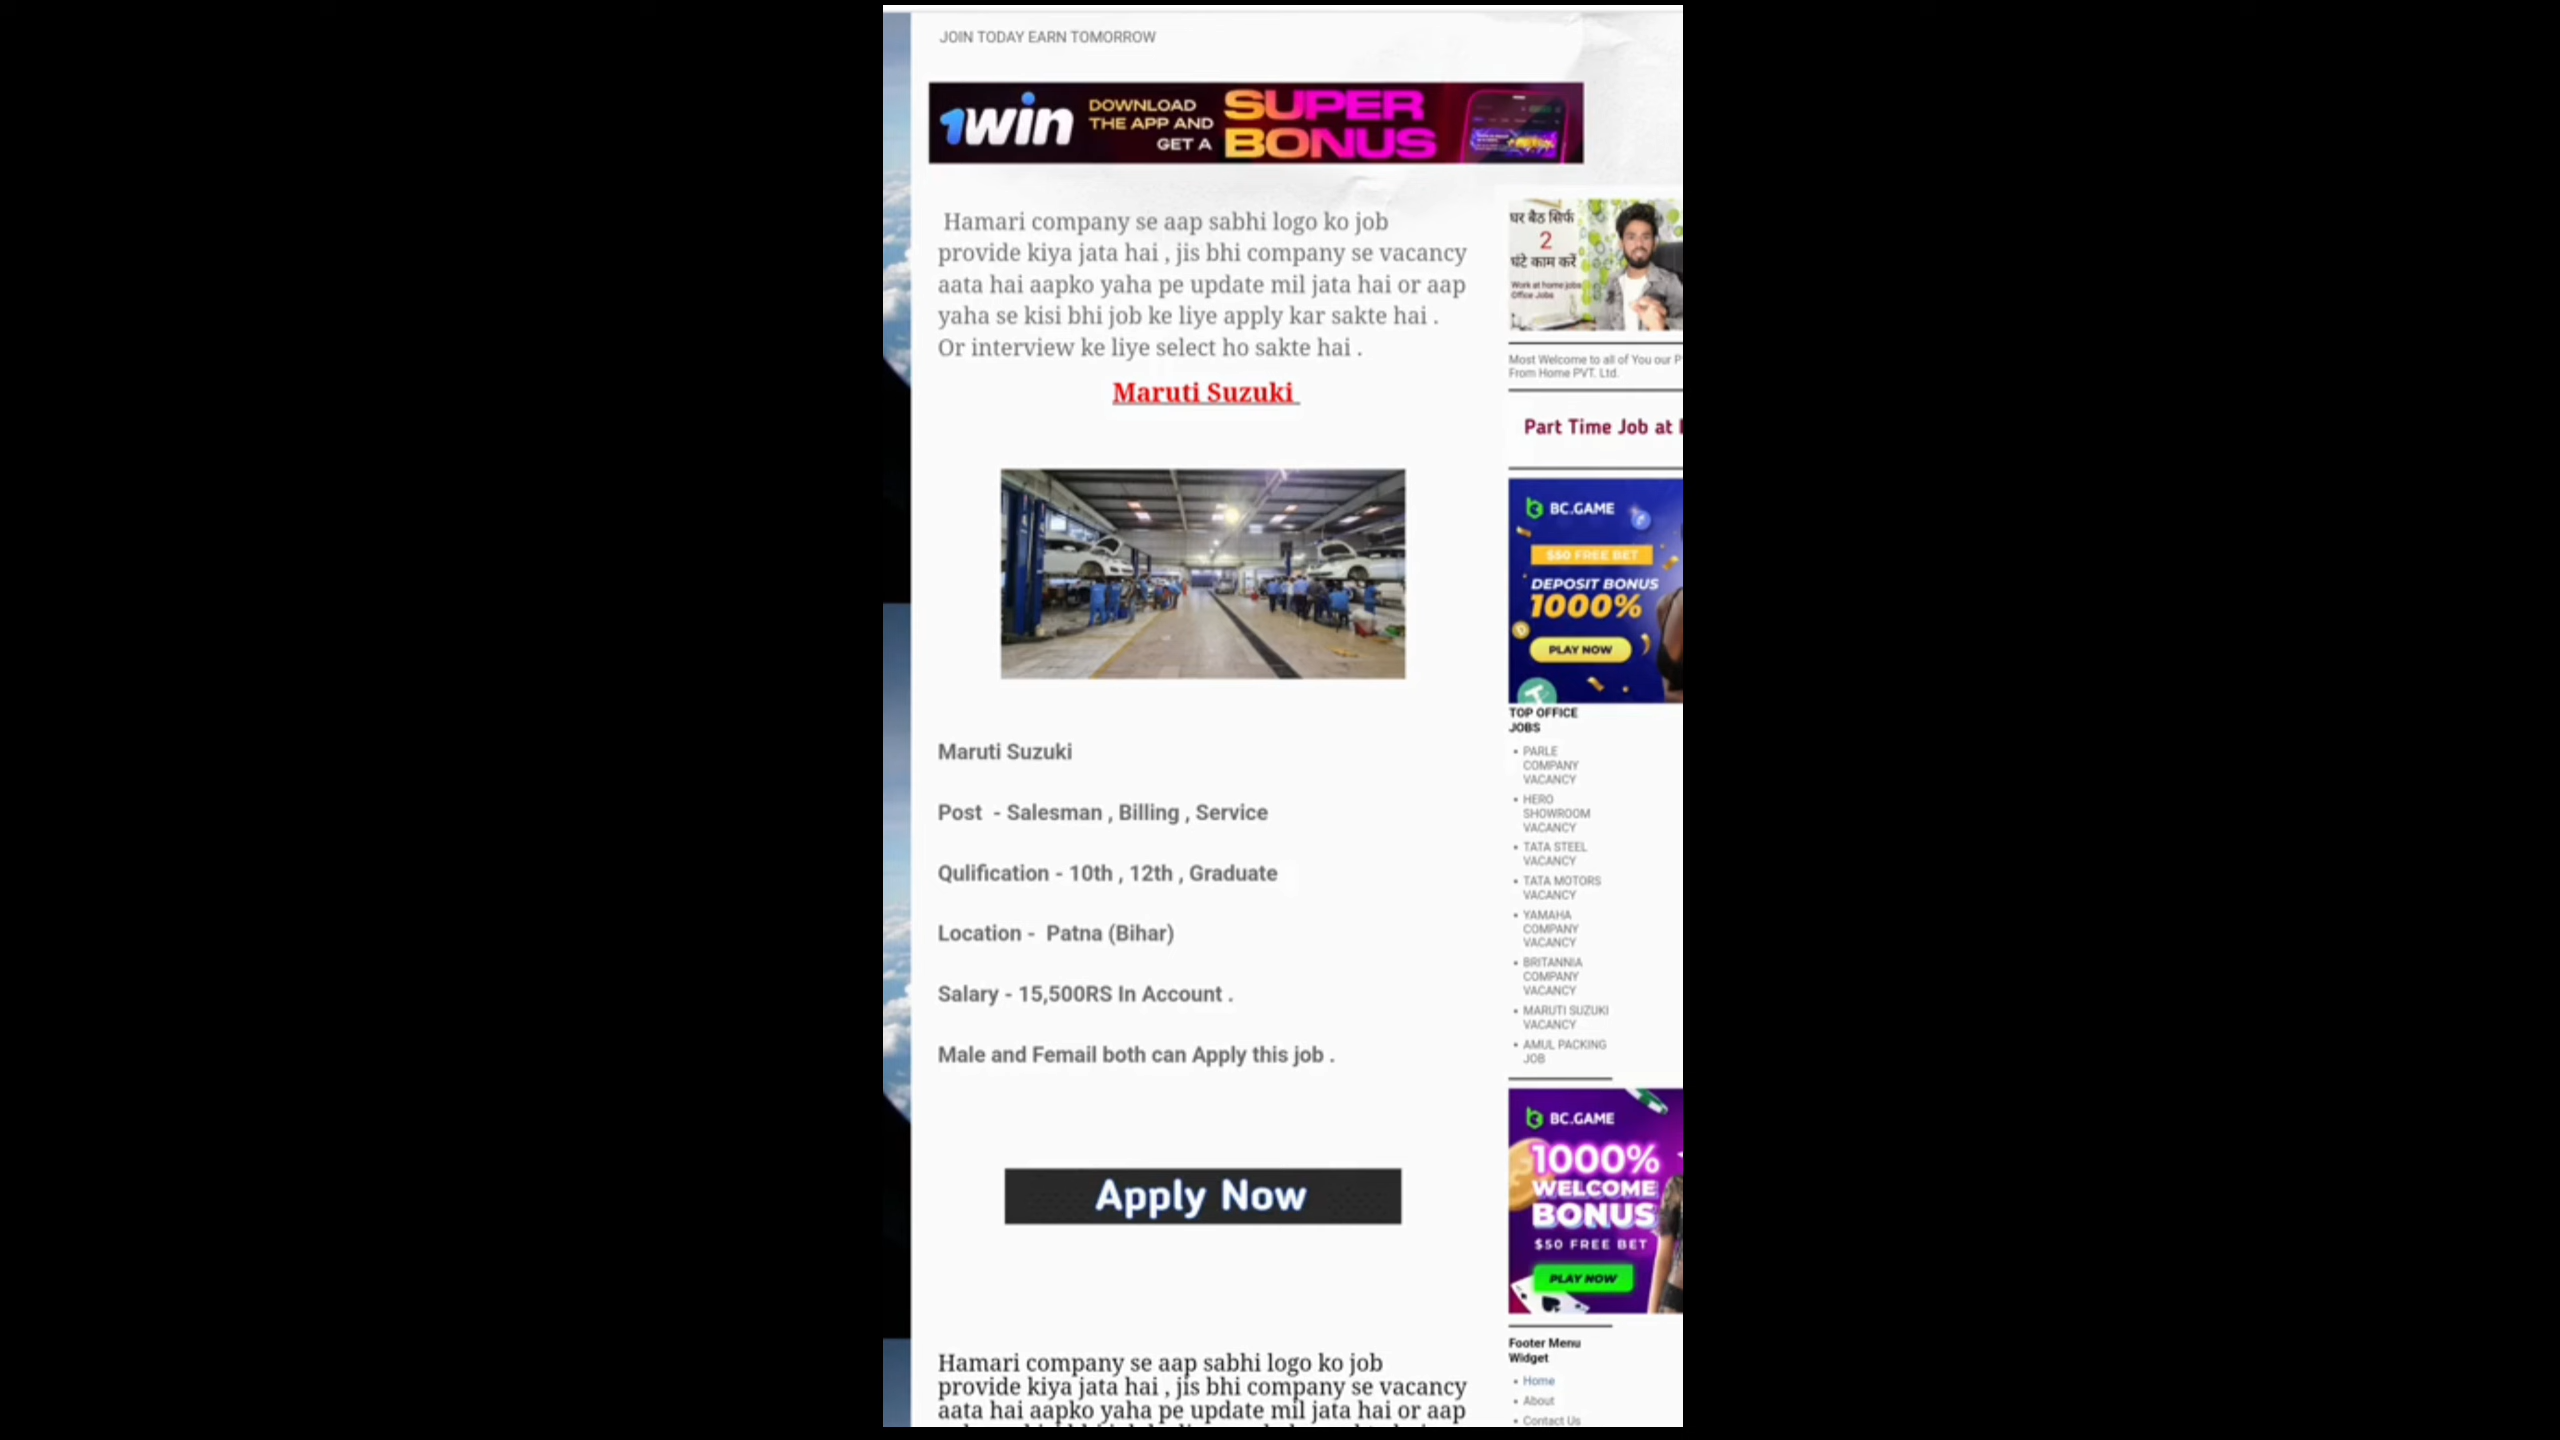 JOIN TODAY EARN TOMORROW
1win
DOWNLOAD
THE APP AND
GET A
SUPER
BONUS
Hamari company se aap sabhi logo ko job
provide kiya jata hai , jis bhi company se vacancy
aata hai aapko yaha pe update mil jata hai or aap
yaha se kisi bhi job ke liye apply kar sakte hai .
Or interview ke liye select ho sakte hai .
Maruti Suzuki
Maruti Suzuki
Post - Salesman , Billing , Service
Qulification - 10th , 12th , Graduate
Location - Patna (Bihar)
Salary - 15,500RS In Account .
Male and Femail both can Apply this job .
Apply Now
Hamari company se aap sabhi logo ko job
provide kiya jata hai , jis bhi company se vacancy
aata hai aapko yaha pe update mil jata hai or aap
घर बैठ सिर्फ
2
घंटे काम करें
Work at home jobs
Office Jobs
Most Welcome to all of You our P
From Home PVT. Ltd.
Part Time Job at
BC.GAME
$50 FREE BET
DEPOSIT BONUS
1000%
PLAY NOW
TOP OFFICE
JOBS
PARLE
COMPANY
VACANCY
HERO
SHOWROOM
VACANCY
TATA STEEL
VACANCY
TATA MOTORS
VACANCY
YAMAHA
COMPANY
VACANCY
BRITANNIA
COMPANY
VACANCY
MARUTI SUZUKI
VACANCY
AMUL PACKING
JOB
BC.GAME
1000%
WELCOME
BONUS
$50 FREE BET
PLAY NOW
Footer Menu
Widget
Home
About
Contact Us